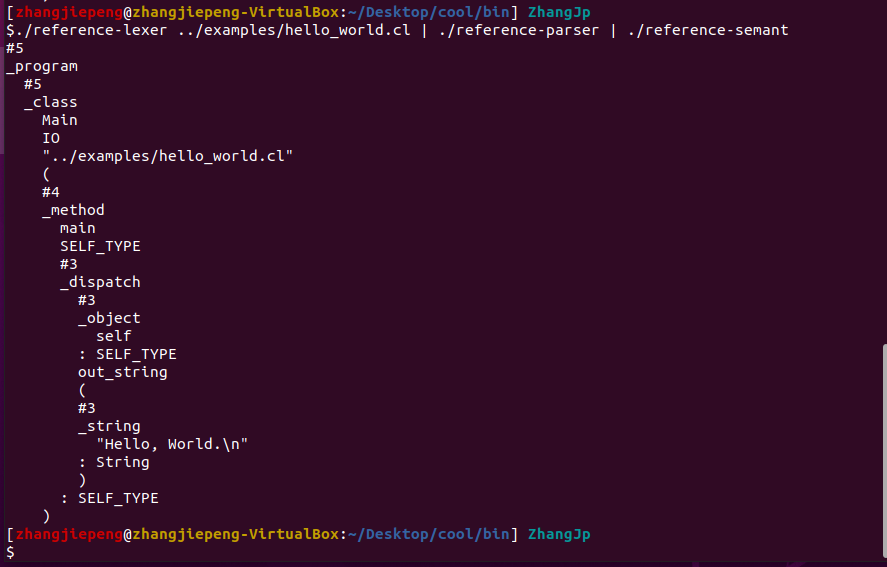 [zhangjiepeng@zhangjiepeng-VirtualBox:~/Desktop/cool/bin] ZhangJp
$./reference-lexer ../examples/hello_world.cl | ./reference-parser | ./reference-semant
#5
_program
  #5
  _class
    Main
    IO
    "../examples/hello_world.cl"
    (
    #4
    _method
      main
      SELF_TYPE
      #3
      _dispatch
        #3
        _object
          self
        : SELF_TYPE
        out_string
        (
        #3
        _string
          "Hello, World.\n"
        : String
        )
      : SELF_TYPE
    )
[zhangjiepeng@zhangjiepeng-VirtualBox:~/Desktop/cool/bin] ZhangJp
$